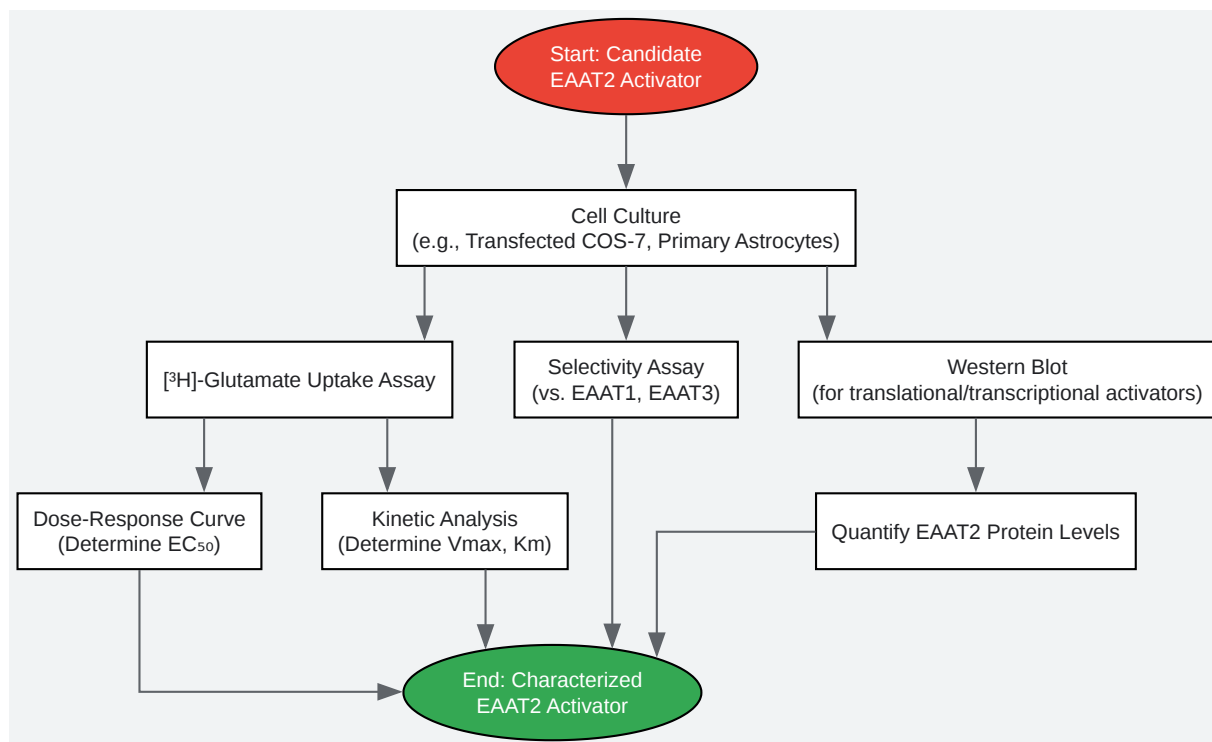 Start: Candidate
EAAT2 Activator
Cell Culture
(e.g., Transfected COS-7, Primary Astrocytes)
[³H]-Glutamate Uptake Assay
Selectivity Assay
(vs. EAAT1, EAAT3)
Western Blot
(for translational/transcriptional activators)
Dose-Response Curve
(Determine EC₅₀)
Kinetic Analysis
(Determine Vmax, Km)
Quantify EAAT2 Protein Levels
End: Characterized
EAAT2 Activator